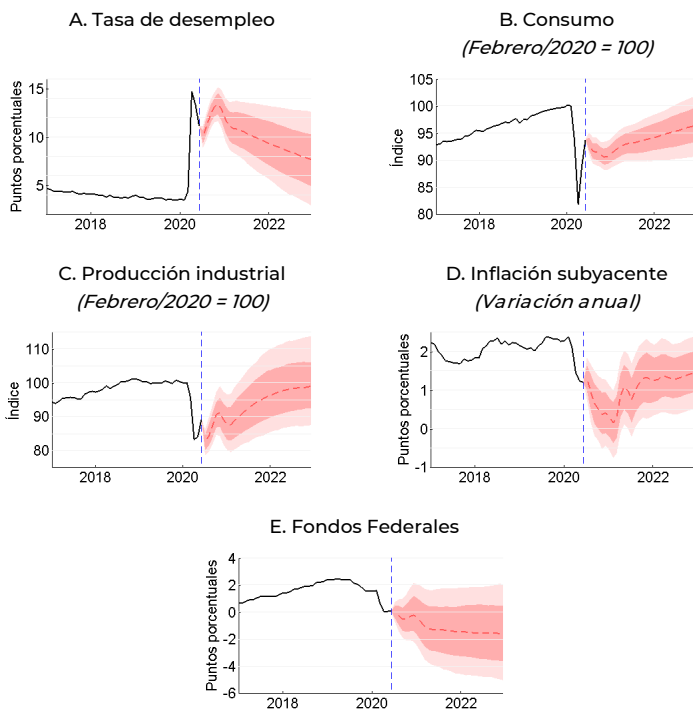 A. Tasa de desempleo
Puntos porcentuales
15
10
5
2018
2020
2022
B. Consumo
(Febrero/2020 = 100)
Índice
105
100
95
90
85
80
2018
2020
2022
C. Producción industrial
(Febrero/2020 = 100)
Índice
110
100
90
80
2018
2020
2022
D. Inflación subyacente
(Variación anual)
Puntos porcentuales
2
1
0
-1
2018
2020
2022
E. Fondos Federales
Puntos porcentuales
4
2
0
-2
-4
-6
2018
2020
2022